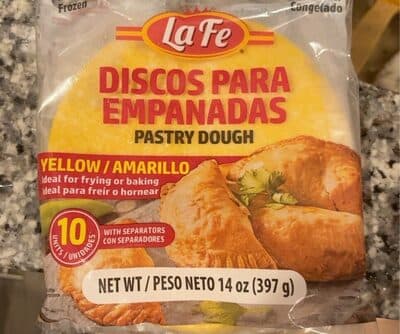 Frozen
Congelado
La Fe
DISCOS PARA
EMPANADAS
PASTRY DOUGH
YELLOW / AMARILLO
Ideal for frying or baking
Ideal para freir o hornear
10
UNITS / UNIDADES
WITH SEPARATORS
CON SEPARADORES
NET WT / PESO NETO 14 oz (397 g)